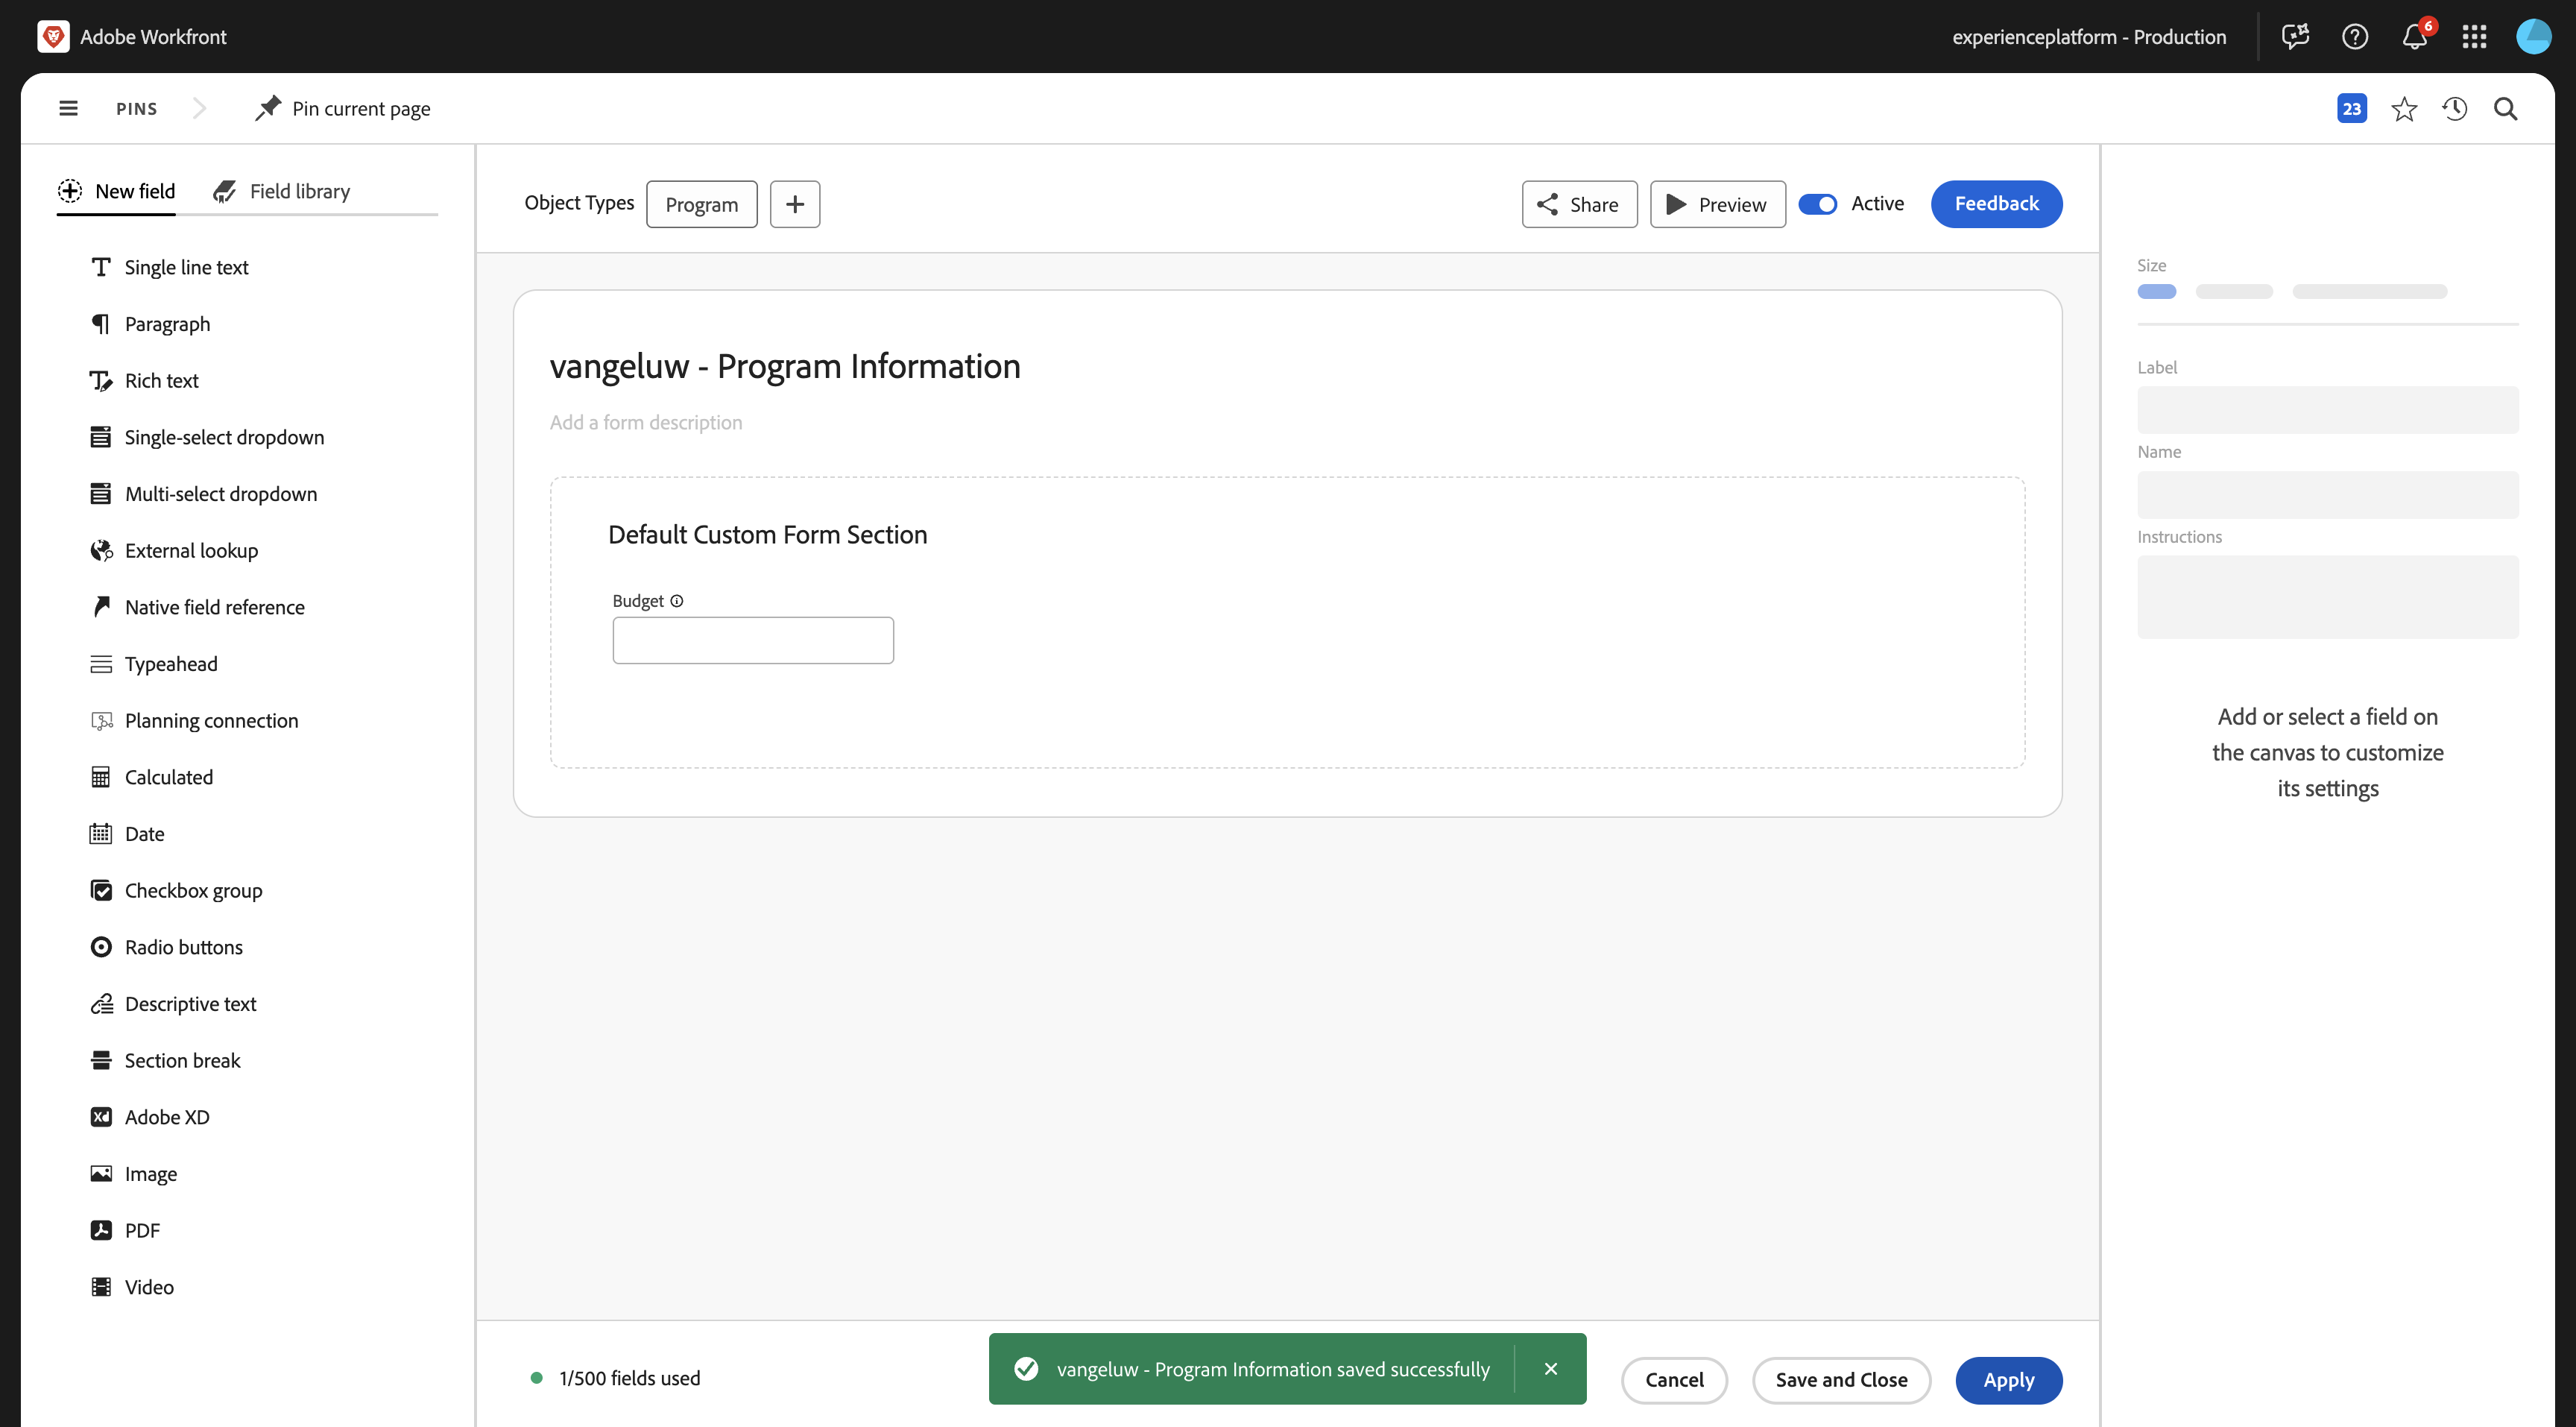 Adobe Workfront
experienceplatform - Production
6
PINS
Pin current page
23
New field
Field library
Single line text
Paragraph
Rich text
Single-select dropdown
Multi-select dropdown
External lookup
Native field reference
Typeahead
Planning connection
Calculated
Date
Checkbox group
Radio buttons
Descriptive text
Section break
Xd Adobe XD
Image
PDF
Video
Object Types
Program
Share
Preview
Active
Feedback
vangeluw - Program Information
Add a form description
Default Custom Form Section
Budget
Size
Label
Name
Instructions
Add or select a field on
the canvas to customize
its settings
1/500 fields used
vangeluw - Program Information saved successfully
Cancel
Save and Close
Apply